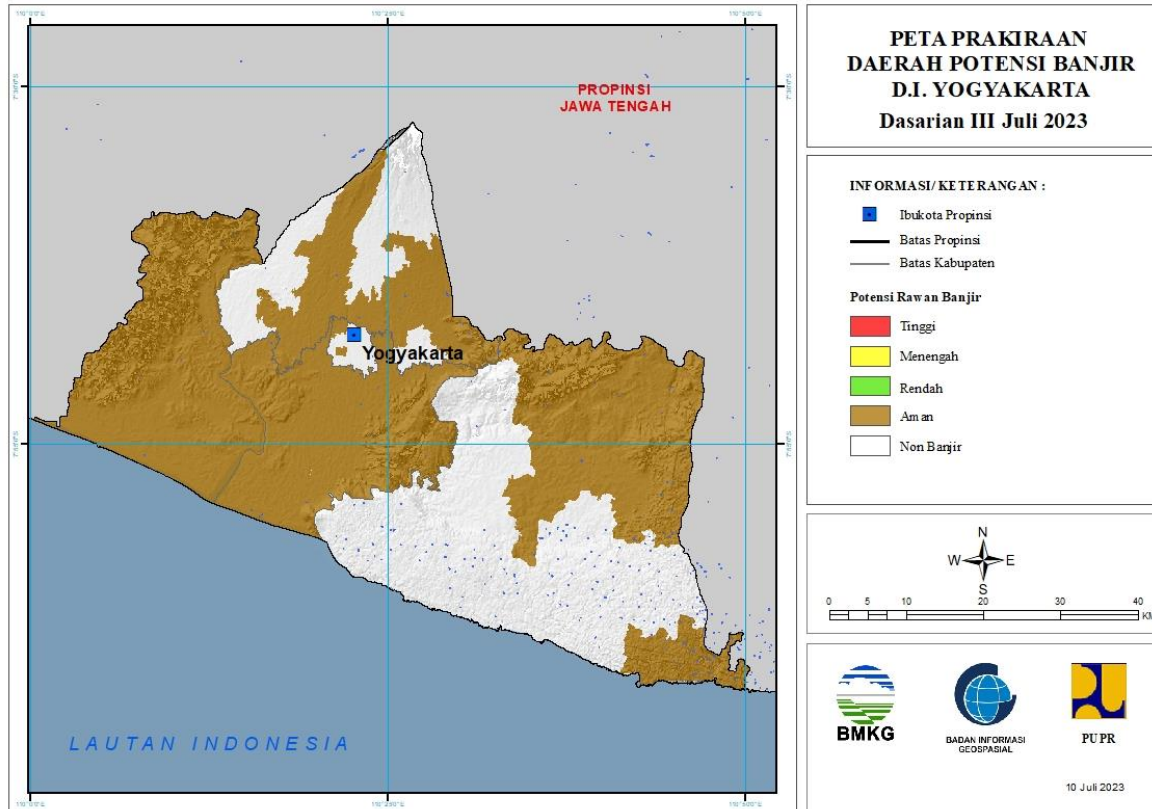 PROPINSI
JAWA TENGAH
Yogyakarta
LAUTAN INDONESIA
PETA PRAKIRAAN
DAERAH POTENSI BANJIR
D.I. YOGYAKARTA
Dasarian III Juli 2023
INFORMASI/ KETERANGAN :
Ibukota Propinsi
Batas Propinsi
Batas Kabupaten
Potensi Rawan Banjir
Tinggi
Menengah
Rendah
Aman
Non Banjir
N
W E
S
0 5 10 20 30 40
KM
BMKG
BADAN INFORMASI
GEOSPASIAL
PUPR
10 Juli 2023